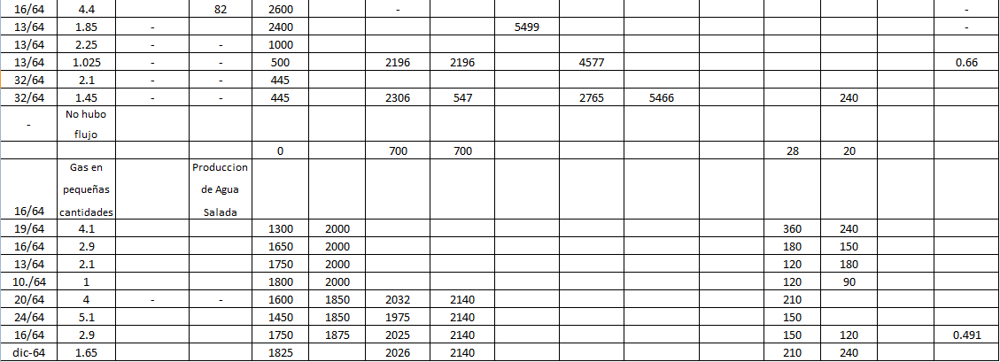 16/64 4.4 82 2600 - -
13/64 1.85 - 2400 5499 -
13/64 2.25 - - 1000
13/64 1.025 - - 500 2196 2196 4577 0.66
32/64 2.1 - - 445
32/64 1.45 - - 445 2306 547 2765 5466 240
- No hubo
flujo
0 700 700 28 20
Gas en Produccion
pequeñas de Agua
16/64 cantidades Salada
19/64 4.1 1300 2000 360 240
16/64 2.9 1650 2000 180 150
13/64 2.1 1750 2000 120 180
10./64 1 1800 2000 120 90
20/64 4 - - 1600 1850 2032 2140 210
24/64 5.1 1450 1850 1975 2140 150
16/64 2.9 1750 1875 2025 2140 150 120 0.491
dic-64 1.65 1825 2026 2140 210 240